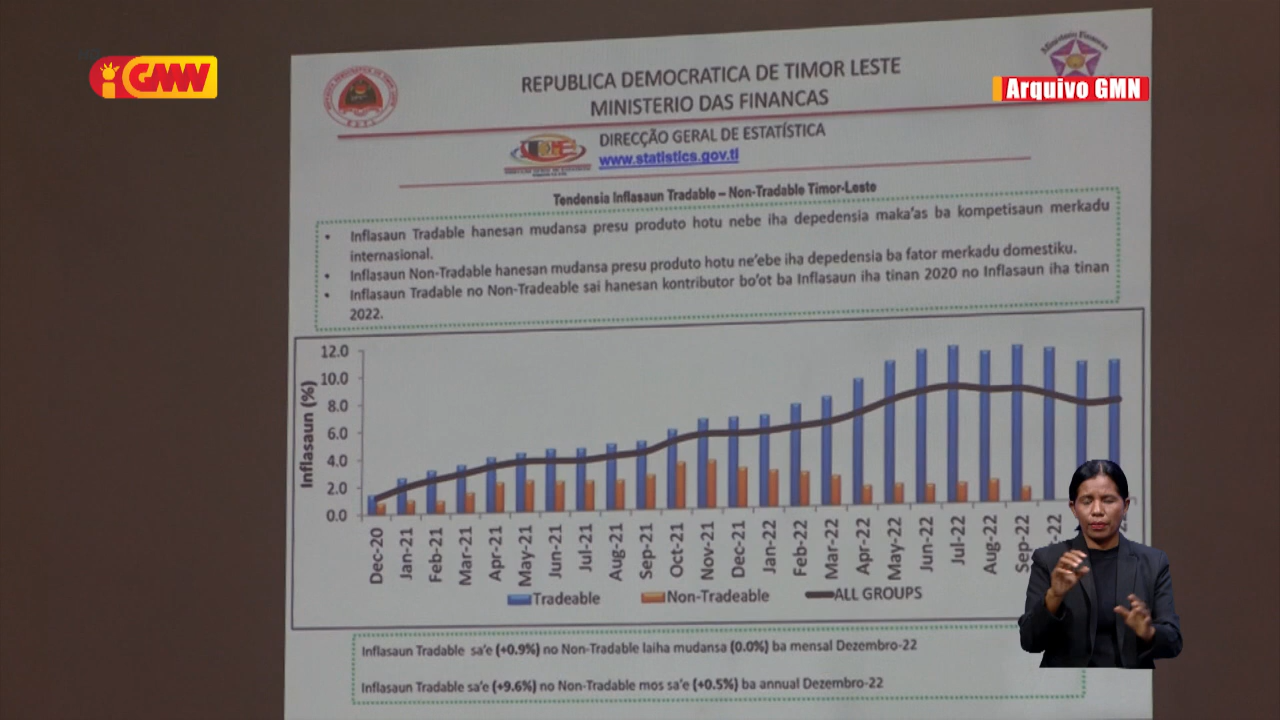 GMN
Arquivo GMN
REPUBLICA DEMOCRATICA DE TIMOR LESTE
MINISTERIO DAS FINANCAS
DIRECÇÃO GERAL DE ESTATÍSTICA
www.statistics.gov.tl
Tendensia Inflasaun Tradable – Non-Tradable Timor-Leste
• Inflasaun Tradable hanesan mudansa presu produto hotu nebe iha depedensia maka'as ba kompetisaun merkadu
internasional.
• Inflasaun Non-Tradable hanesan mudansa presu produto hotu ne'ebe iha depedensia ba fator merkadu domestiku.
• Inflasaun Tradable no Non-Tradeable sai hanesan kontributor bo'ot ba Inflasaun iha tinan 2020 no Inflasaun iha tinan
2022.
Inflasaun (%)
12.0
10.0
8.0
6.0
4.0
2.0
0.0
Dec-20 Jan-21 Feb-21 Mar-21 Apr-21 May-21 Jun-21 Jul-21 Aug-21 Sep-21 Oct-21 Nov-21 Dec-21 Jan-22 Feb-22 Mar-22 Apr-22 May-22 Jun-22 Jul-22 Aug-22 Sep-22
Tradeable Non-Tradeable ALL GROUPS
Inflasaun Tradable sa'e (+0.9%) no Non-Tradable laiha mudansa (0.0%) ba mensal Dezembro-22
Inflasaun Tradable sa'e (+9.6%) no Non-Tradable mos sa'e (+0.5%) ba annual Dezembro-22